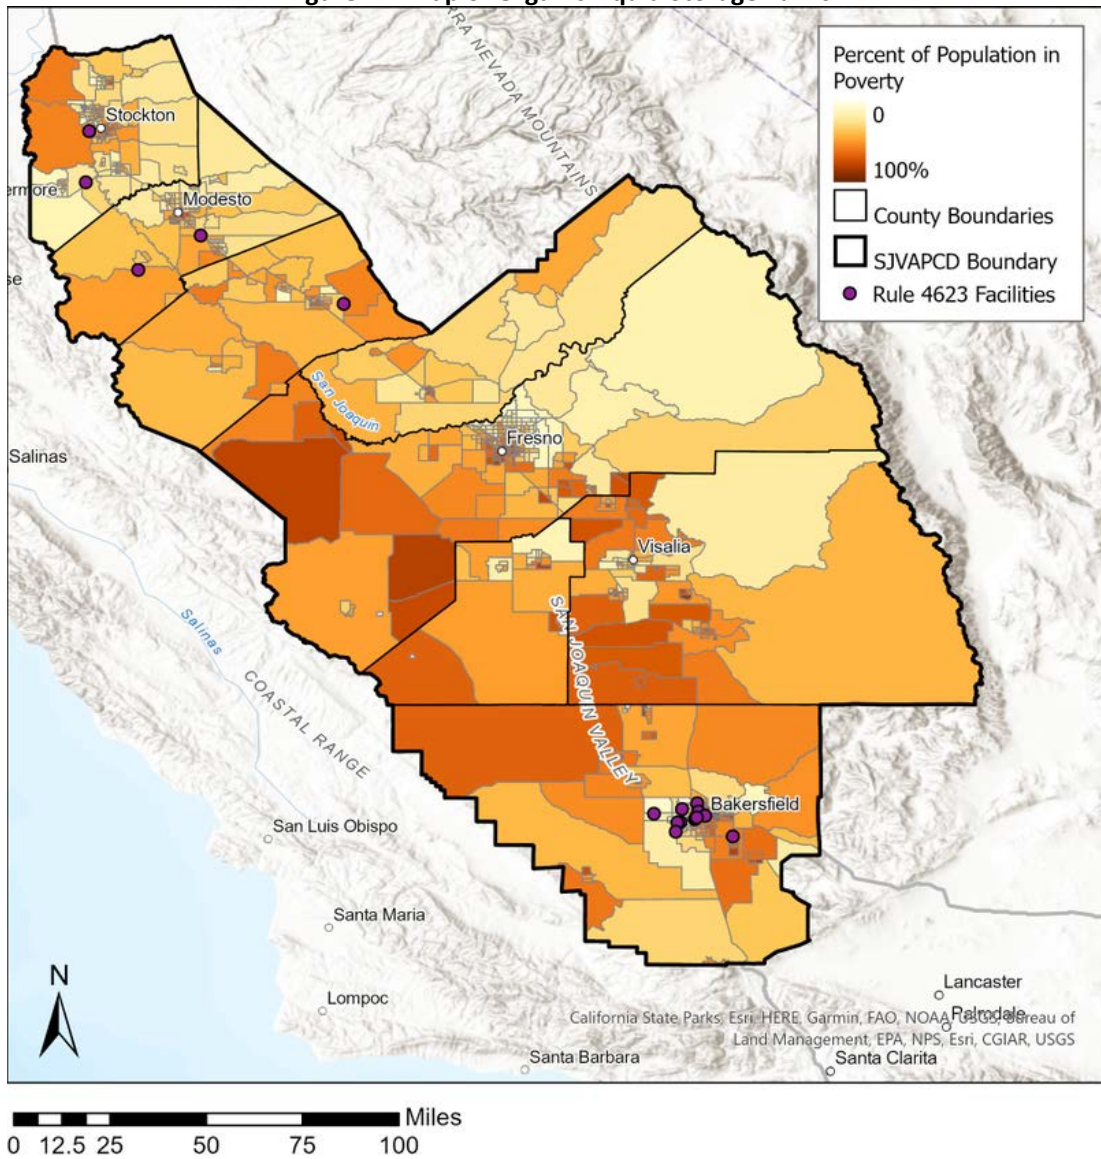 Percent of Population in
Poverty
0
100%
County Boundaries
SJVAPCD Boundary
Rule 4623 Facilities
NEVADA MOUNTAINS
Stockton
ermore
Modesto
se
San Joaquin
Fresno
Salinas
Visalia
Salinas
SAN JOAQUIN VALLEY
COASTAL RANGE
Bakersfield
San Luis Obispo
Santa Maria
N
Lompoc
Lancaster
Palmdale
California State Parks, Esri, HERE, Garmin, FAO, NOAA, USGS, Bureau of
Land Management, EPA, NPS, Esri, CGIAR, USGS
Santa Barbara
Santa Clarita
Miles
0 12.5 25 50 75 100